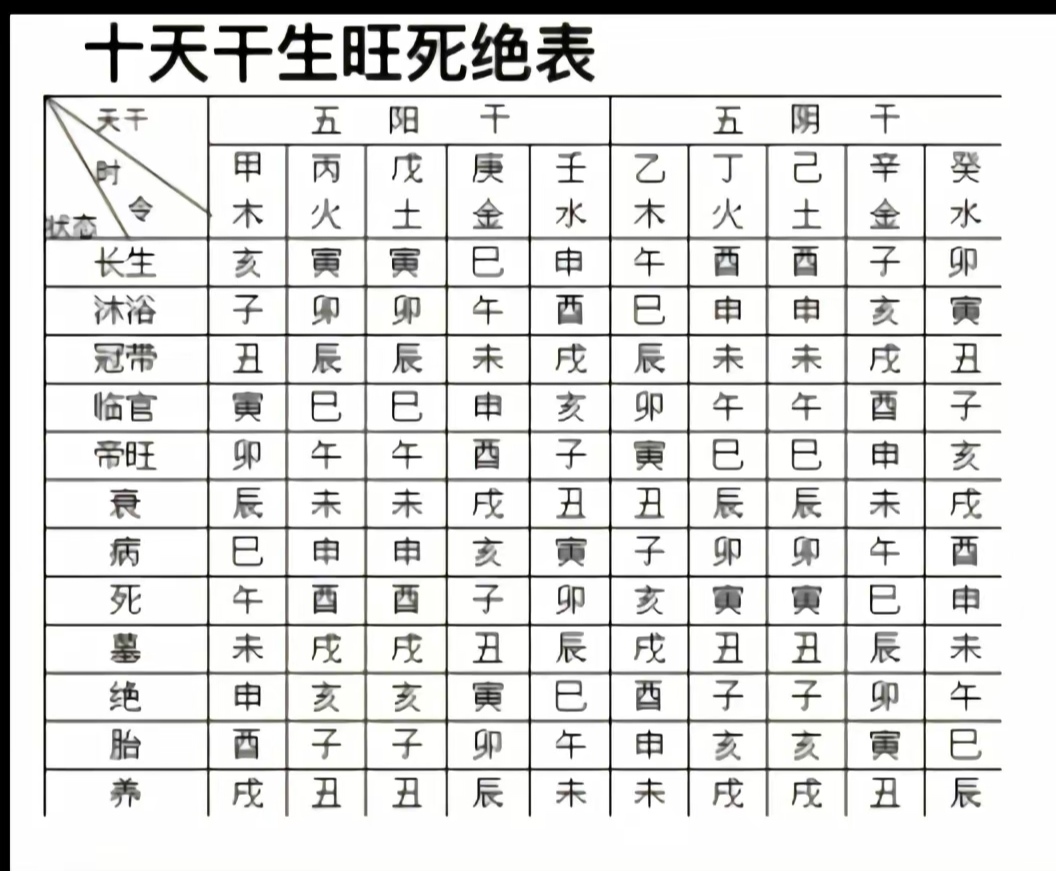 十天干生旺死绝表
天干 五阳干 五阴干
时令
状态
甲 丙 戊 庚 壬 乙 丁 己 辛 癸
木 火 土 金 水 木 火 土 金 水
长生 亥 寅 寅 巳 申 午 酉 酉 子 卯
沐浴 子 卯 卯 午 酉 巳 申 申 亥 寅
冠带 丑 辰 辰 未 戌 辰 未 未 戌 丑
临官 寅 巳 巳 申 亥 卯 午 午 酉 子
帝旺 卯 午 午 酉 子 寅 巳 巳 申 亥
衰 辰 未 未 戌 丑 丑 辰 辰 未 戌
病 巳 申 申 亥 寅 子 卯 卯 午 酉
死 午 酉 酉 子 卯 亥 寅 寅 巳 申
墓 未 戌 戌 丑 辰 戌 丑 丑 辰 未
绝 申 亥 亥 寅 巳 酉 子 子 卯 午
胎 酉 子 子 卯 午 申 亥 亥 寅 巳
养 戌 丑 丑 辰 未 未 戌 戌 丑 辰